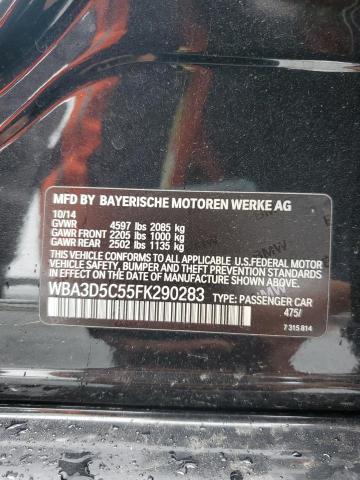 MFD BY BAYERISCHE MOTOREN WERKE AG
10/14
GVWR 4597 lbs 2085 kg
GAWR FRONT 2205 lbs 1000 kg
GAWR REAR 2502 lbs 1135 kg
THIS VEHICLE CONFORMS TO ALL APPLICABLE U.S. FEDERAL MOTOR
VEHICLE SAFETY, BUMPER AND THEFT PREVENTION STANDARDS IN
EFFECT ON THE DATE OF MANUFACTURE SHOWN ABOVE.
WBA3D5C55FK290283 TYPE: PASSENGER CAR
475/
7 315 814